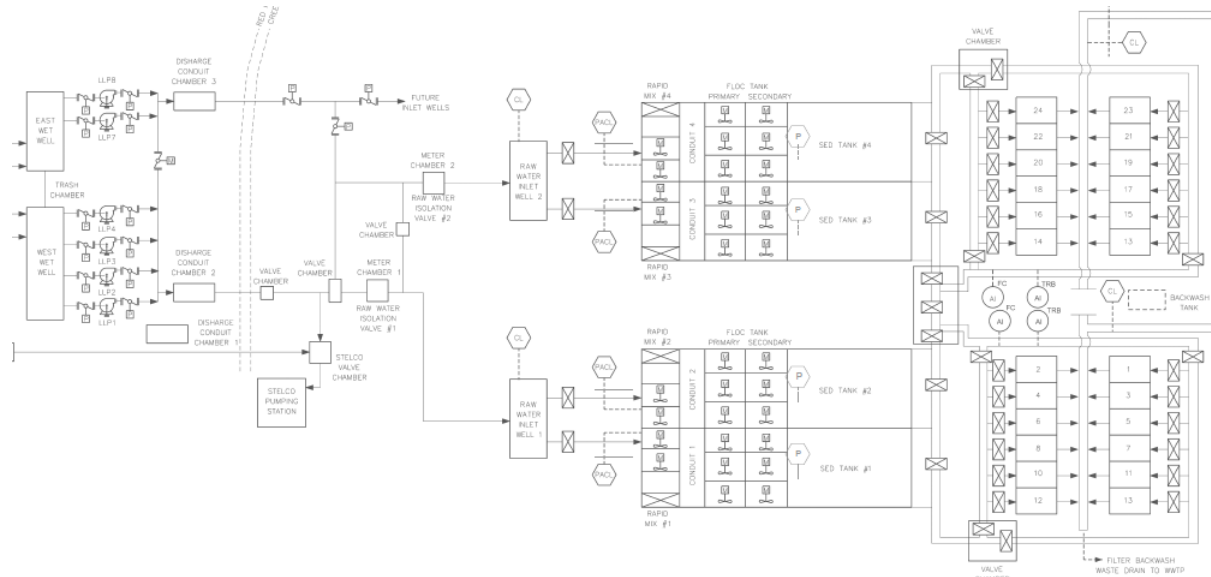 RED
CREE
LLP8
LLP7
EAST
WET
WELL
DISHARGE
CONDUIT
CHAMBER 3
FUTURE
INLET WELLS
TRASH
CHAMBER
WEST
WET
WELL
LLP4
LLP3
LLP2
LLP1
DISHARGE
CONDUIT
CHAMBER 2
DISHARGE
CONDUIT
CHAMBER 1
VALVE
CHAMBER
VALVE
CHAMBER
METER
CHAMBER 1
RAW WATER
ISOLATION
VALVE #1
VALVE
CHAMBER
METER
CHAMBER 2
RAW WATER
ISOLATION
VALVE #2
STELCO
VALVE
CHAMBER
STELCO
PUMPING
STATION
CL
RAW
WATER
INLET
WELL 2
CL
RAW
WATER
INLET
WELL 1
PACL
PACL
PACL
PACL
RAPID
MIX #4
FLOC TANK
PRIMARY SECONDARY
CONDUIT 4
P
SED TANK #4
CONDUIT 3
P
SED TANK #3
RAPID
MIX #3
RAPID
MIX #2
FLOC TANK
PRIMARY SECONDARY
CONDUIT 2
P
SED TANK #2
CONDUIT 1
P
SED TANK #1
RAPID
MIX #1
VALVE
CHAMBER
CL
24 23
22 21
20 19
18 17
16 15
14 13
FC TRB
AI AI
FC TRB
AI AI
CL
BACKWASH
TANK
2 1
4 3
6 5
8 7
10 11
12 13
VALVE
FILTER BACKWASH
WASTE DRAIN TO WWTP